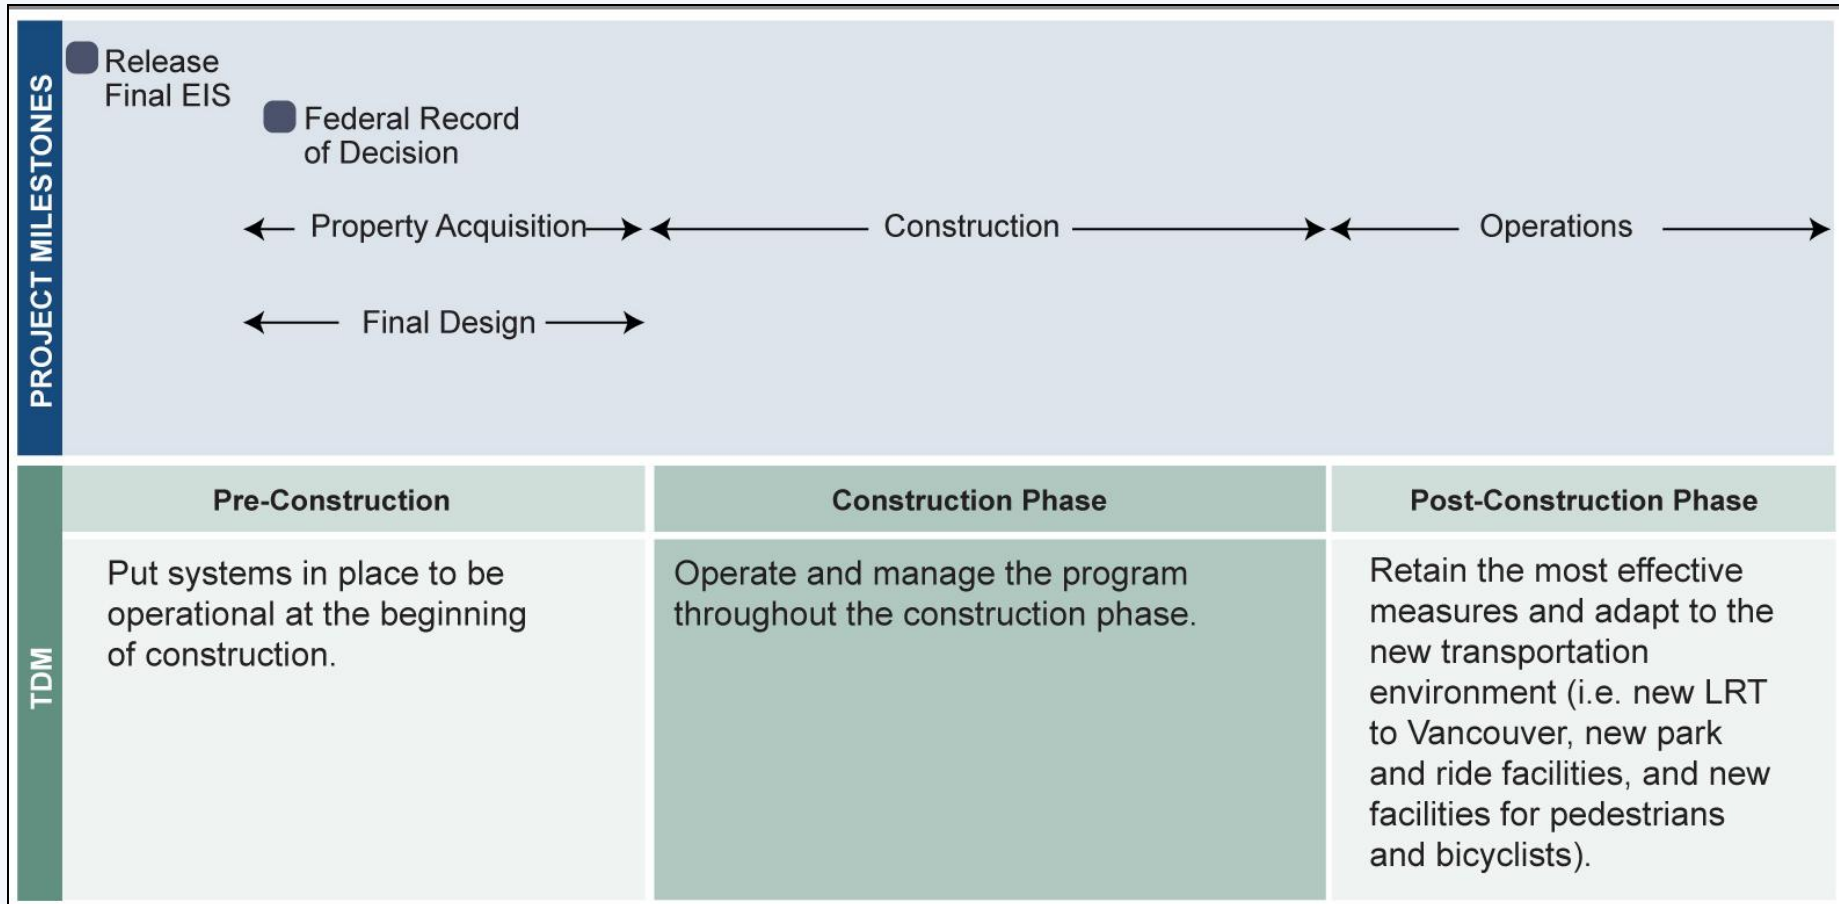 PROJECT MILESTONES
Release
Final EIS
Federal Record
of Decision
Property Acquisition
Construction
Operations
Final Design
TDM
Pre-Construction
Construction Phase
Post-Construction Phase
Put systems in place to be
operational at the beginning
of construction.
Operate and manage the program
throughout the construction phase.
Retain the most effective
measures and adapt to the
new transportation
environment (i.e. new LRT
to Vancouver, new park
and ride facilities, and new
facilities for pedestrians
and bicyclists).